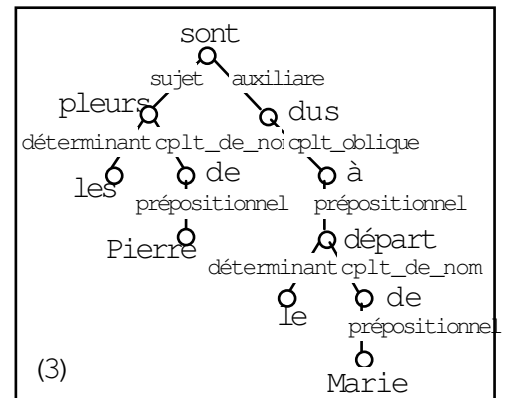 sont
sujet auxiliare
pleurs dus
déterminant cplt_de_no cplt_oblique
les de à
prépositionnel prépositionnel
Pierre départ
déterminant cplt_de_nom
le de
prépositionnel
(3)
Marie